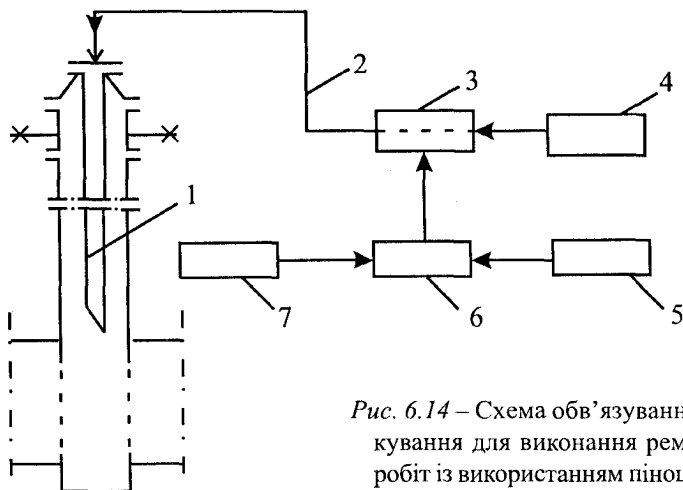 2
3
4
1
7
6
5
Рис. 6.14 – Схема обв’язуванн
кування для виконання рем
робіт із використанням піноц